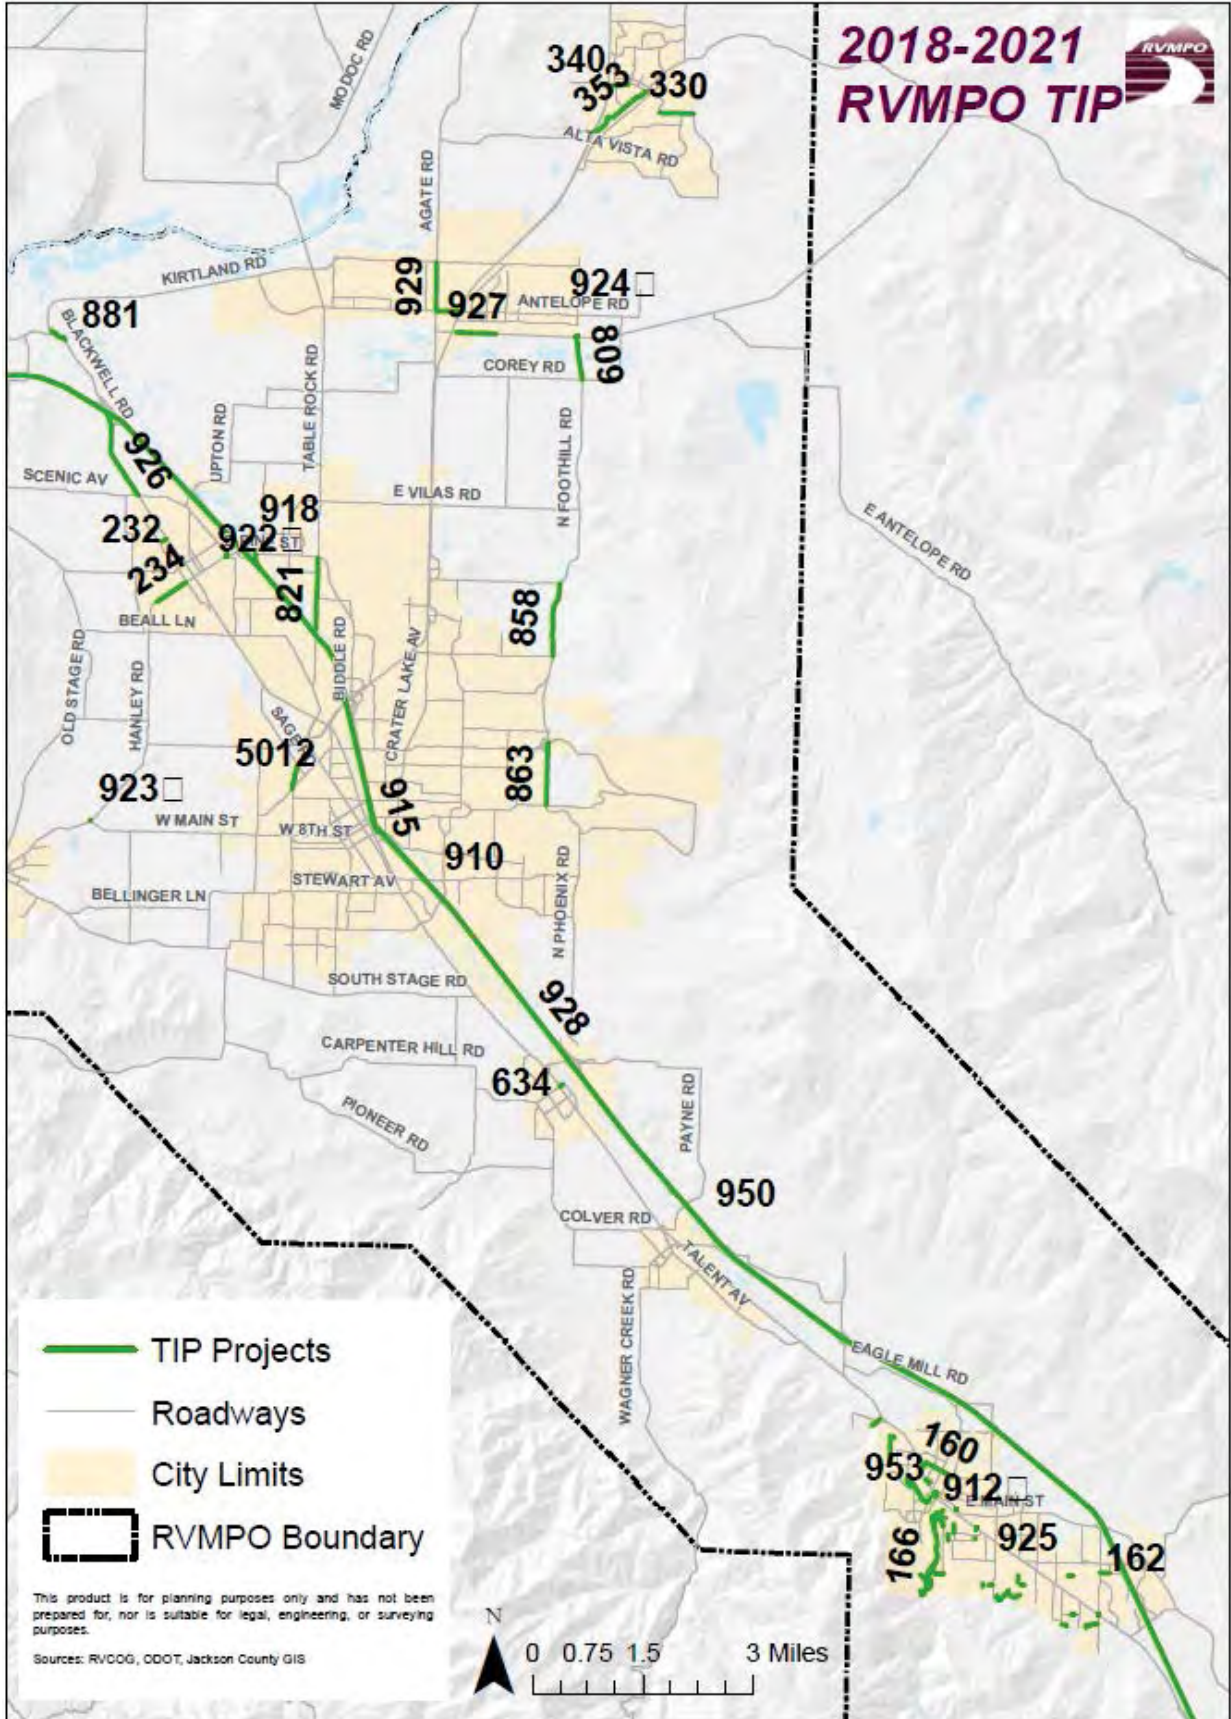 2018-2021
RVMPO TIP
RVMPO
MODOC RD
340
353
330
ALTA VISTA RD
AGATE RD
KIRTLAND RD
929
924
ANTELOPE RD
927
881
BLACKWELL RD
608
COREY RD
TABLE ROCK RD
UPTON RD
N FOOTHILL RD
926
SCENIC AV
E VILAS RD
918
E ANTELOPE RD
232
922
234
821
858
BEALL LN
BIDDLE RD
CRATER LAKE AV
OLD STAGE RD
HANLEY RD
5012
863
923
915
W MAIN ST
W 8TH ST
910
STEWART AV
BELLINGER LN
N PHOENIX RD
SOUTH STAGE RD
928
CARPENTER HILL RD
634
PAYNE RD
PIONEER RD
950
COLVER RD
TALENT AV
WAGNER CREEK RD
EAGLE MILL RD
160
953
912
E MAIN ST
925
166
162
TIP Projects
Roadways
City Limits
RVMPO Boundary
This product is for planning purposes only and has not been
prepared for, nor is suitable for legal, engineering, or surveying
purposes.
Sources: RVCOG, ODOT, Jackson County GIS
N
0 0.75 1.5 3 Miles